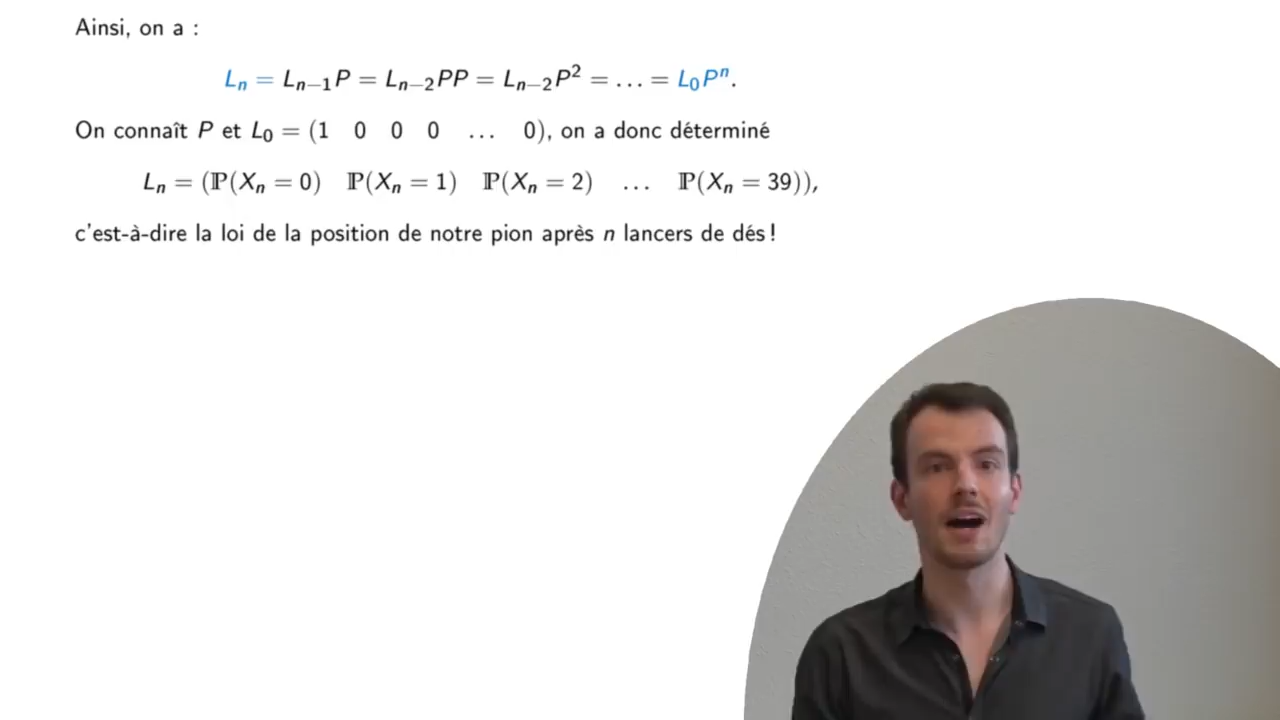 Ainsi, on a :
Lₙ = Lₙ₋₁P = Lₙ₋₂PP = Lₙ₋₂P² = … = L₀Pⁿ.
On connaît P et L₀ = (1 0 0 0 … 0), on a donc déterminé
Lₙ = (ℙ(Xₙ = 0) ℙ(Xₙ = 1) ℙ(Xₙ = 2) … ℙ(Xₙ = 39)),
c'est-à-dire la loi de la position de notre pion après n lancers de dés !